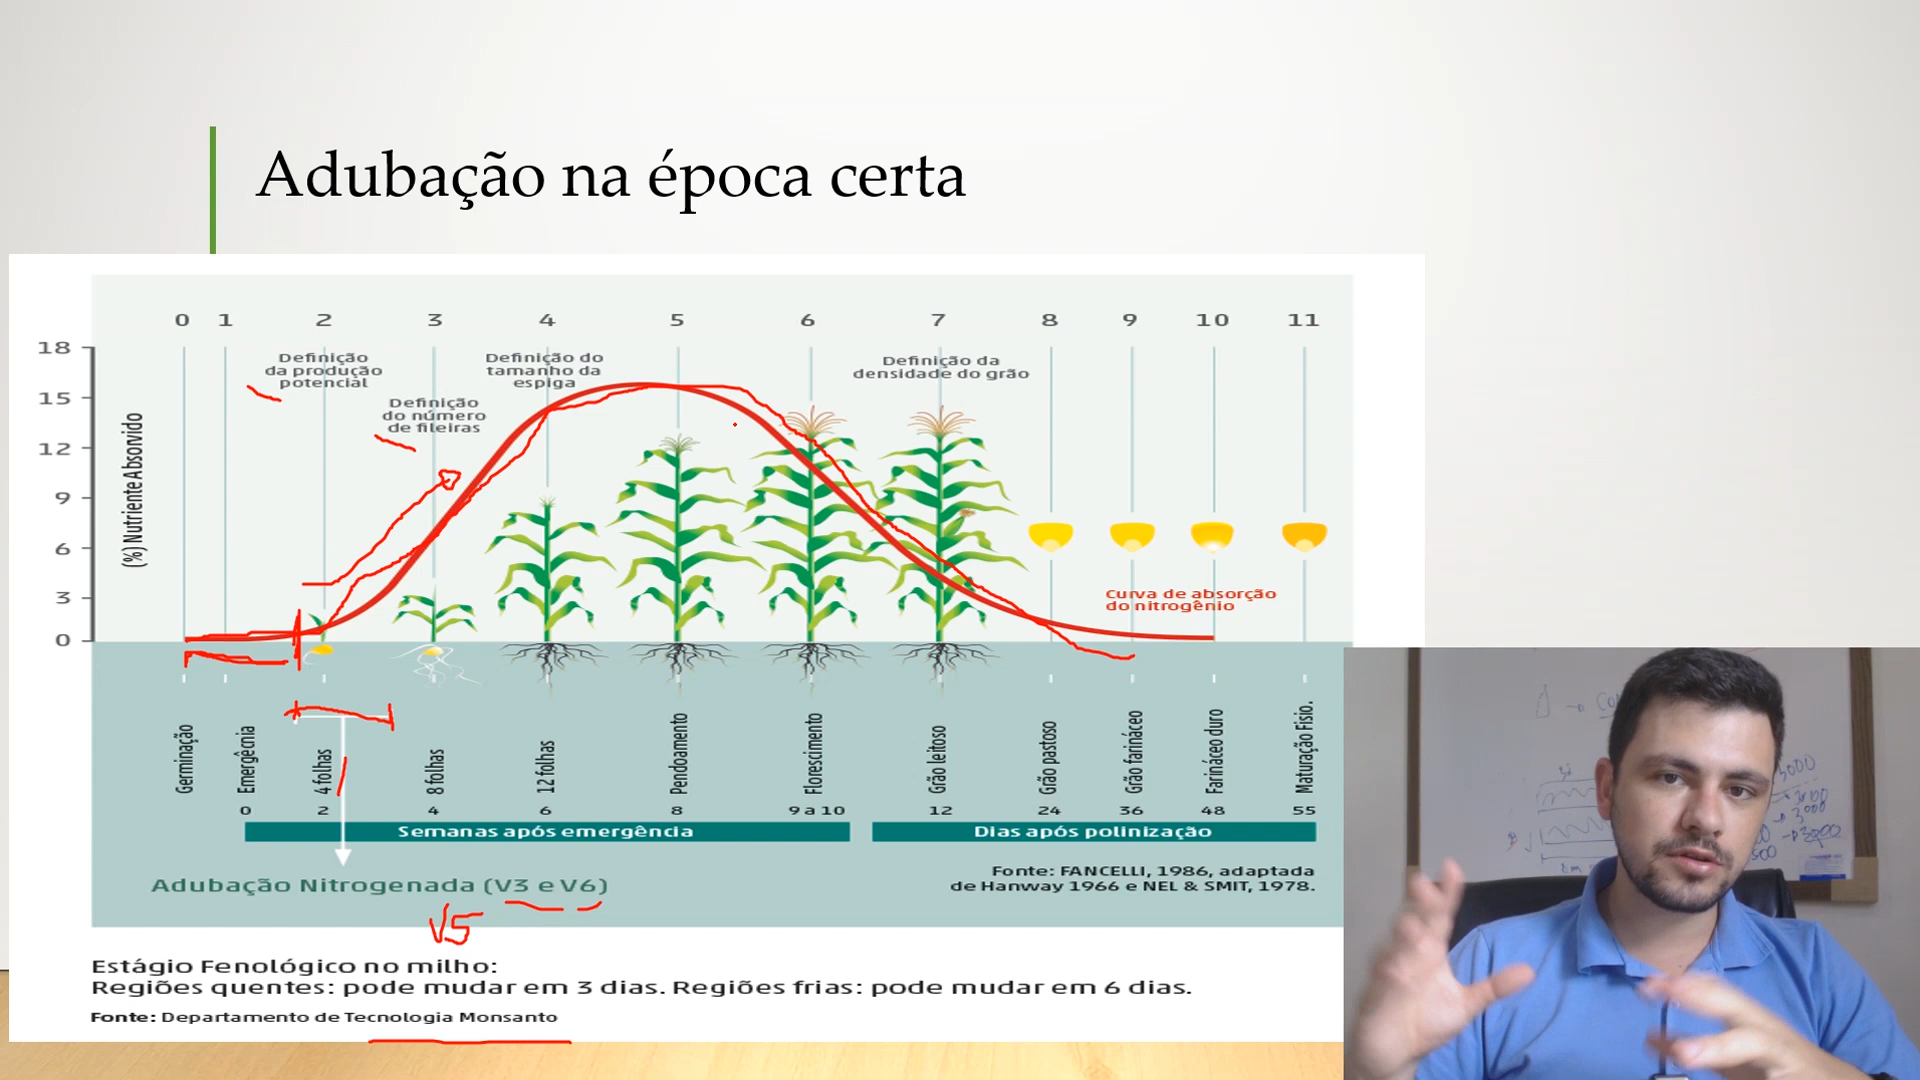 Adubação na época certa
0 1 2 3 4 5 6 7 8 9 10 11
18
15
12
9
6
3
0
(%) Nutriente Absorvido
Definição
da produção
potencial
Definição
do número
de fileiras
Definição do
tamanho da
espiga
Definição da
densidade do grão
Curva de absorção
do nitrogênio
Germinação
Emergêcnia
4 folhas
8 folhas
12 folhas
Pendoamento
Florescimento
Grão leitoso
Grão pastoso
Grão farináceo
Farináceo duro
Maturação Fisio.
0 2 4 6 8 9 a 10 12 24 36 48 55
Semanas após emergência
Dias após polinização
Fonte: FANCELLI, 1986, adaptada
de Hanway 1966 e NEL & SMIT, 1978.
Adubação Nitrogenada (V3 e V6)
V5
Estágio Fenológico no milho:
Regiões quentes: pode mudar em 3 dias. Regiões frias: pode mudar em 6 dias.
Fonte: Departamento de Tecnologia Monsanto